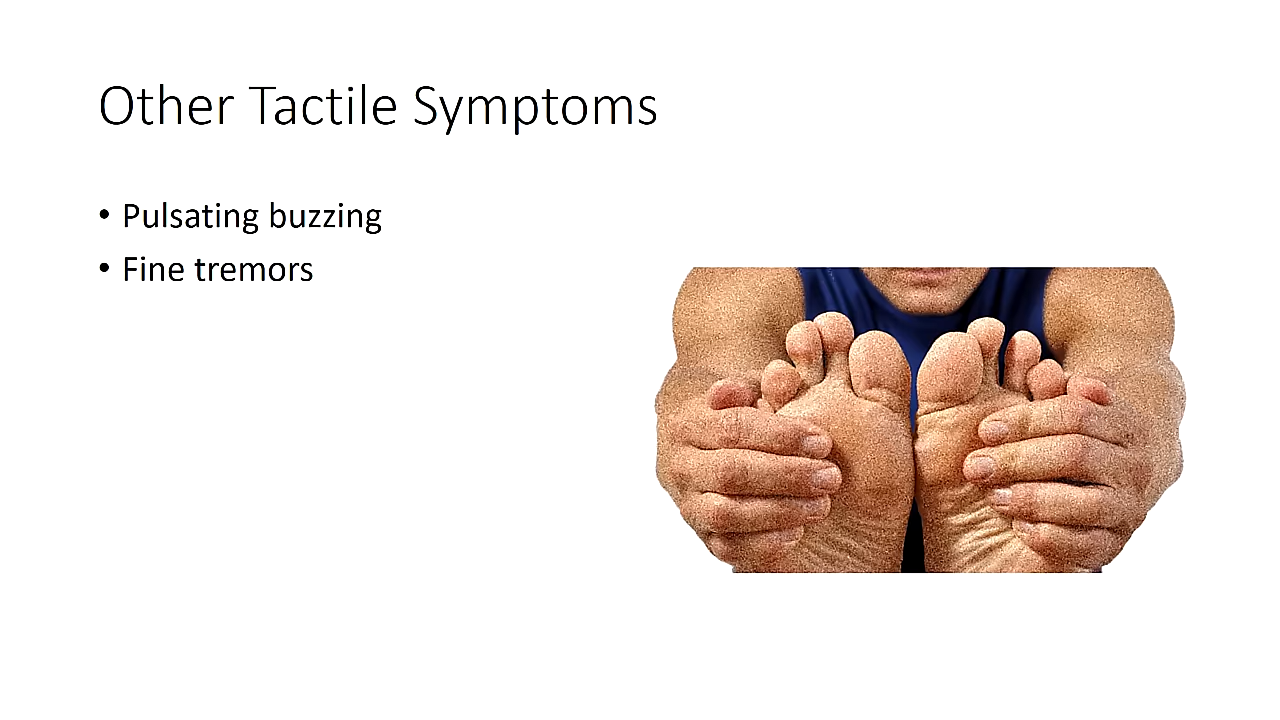 Other Tactile Symptoms
• Pulsating buzzing
• Fine tremors